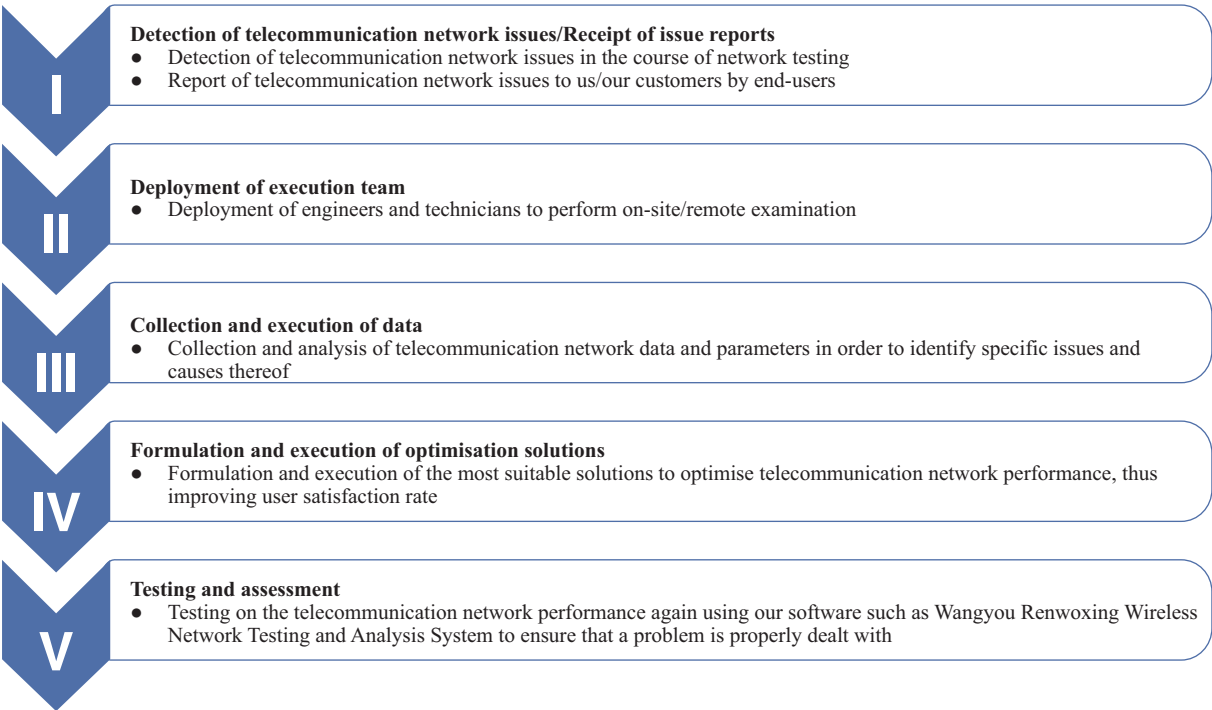 I
Detection of telecommunication network issues/Receipt of issue reports
● Detection of telecommunication network issues in the course of network testing
● Report of telecommunication network issues to us/our customers by end-users
II
Deployment of execution team
● Deployment of engineers and technicians to perform on-site/remote examination
III
Collection and execution of data
● Collection and analysis of telecommunication network data and parameters in order to identify specific issues and
causes thereof
IV
Formulation and execution of optimisation solutions
● Formulation and execution of the most suitable solutions to optimise telecommunication network performance, thus
improving user satisfaction rate
V
Testing and assessment
● Testing on the telecommunication network performance again using our software such as Wangyou Renwoxing Wireless
Network Testing and Analysis System to ensure that a problem is properly dealt with